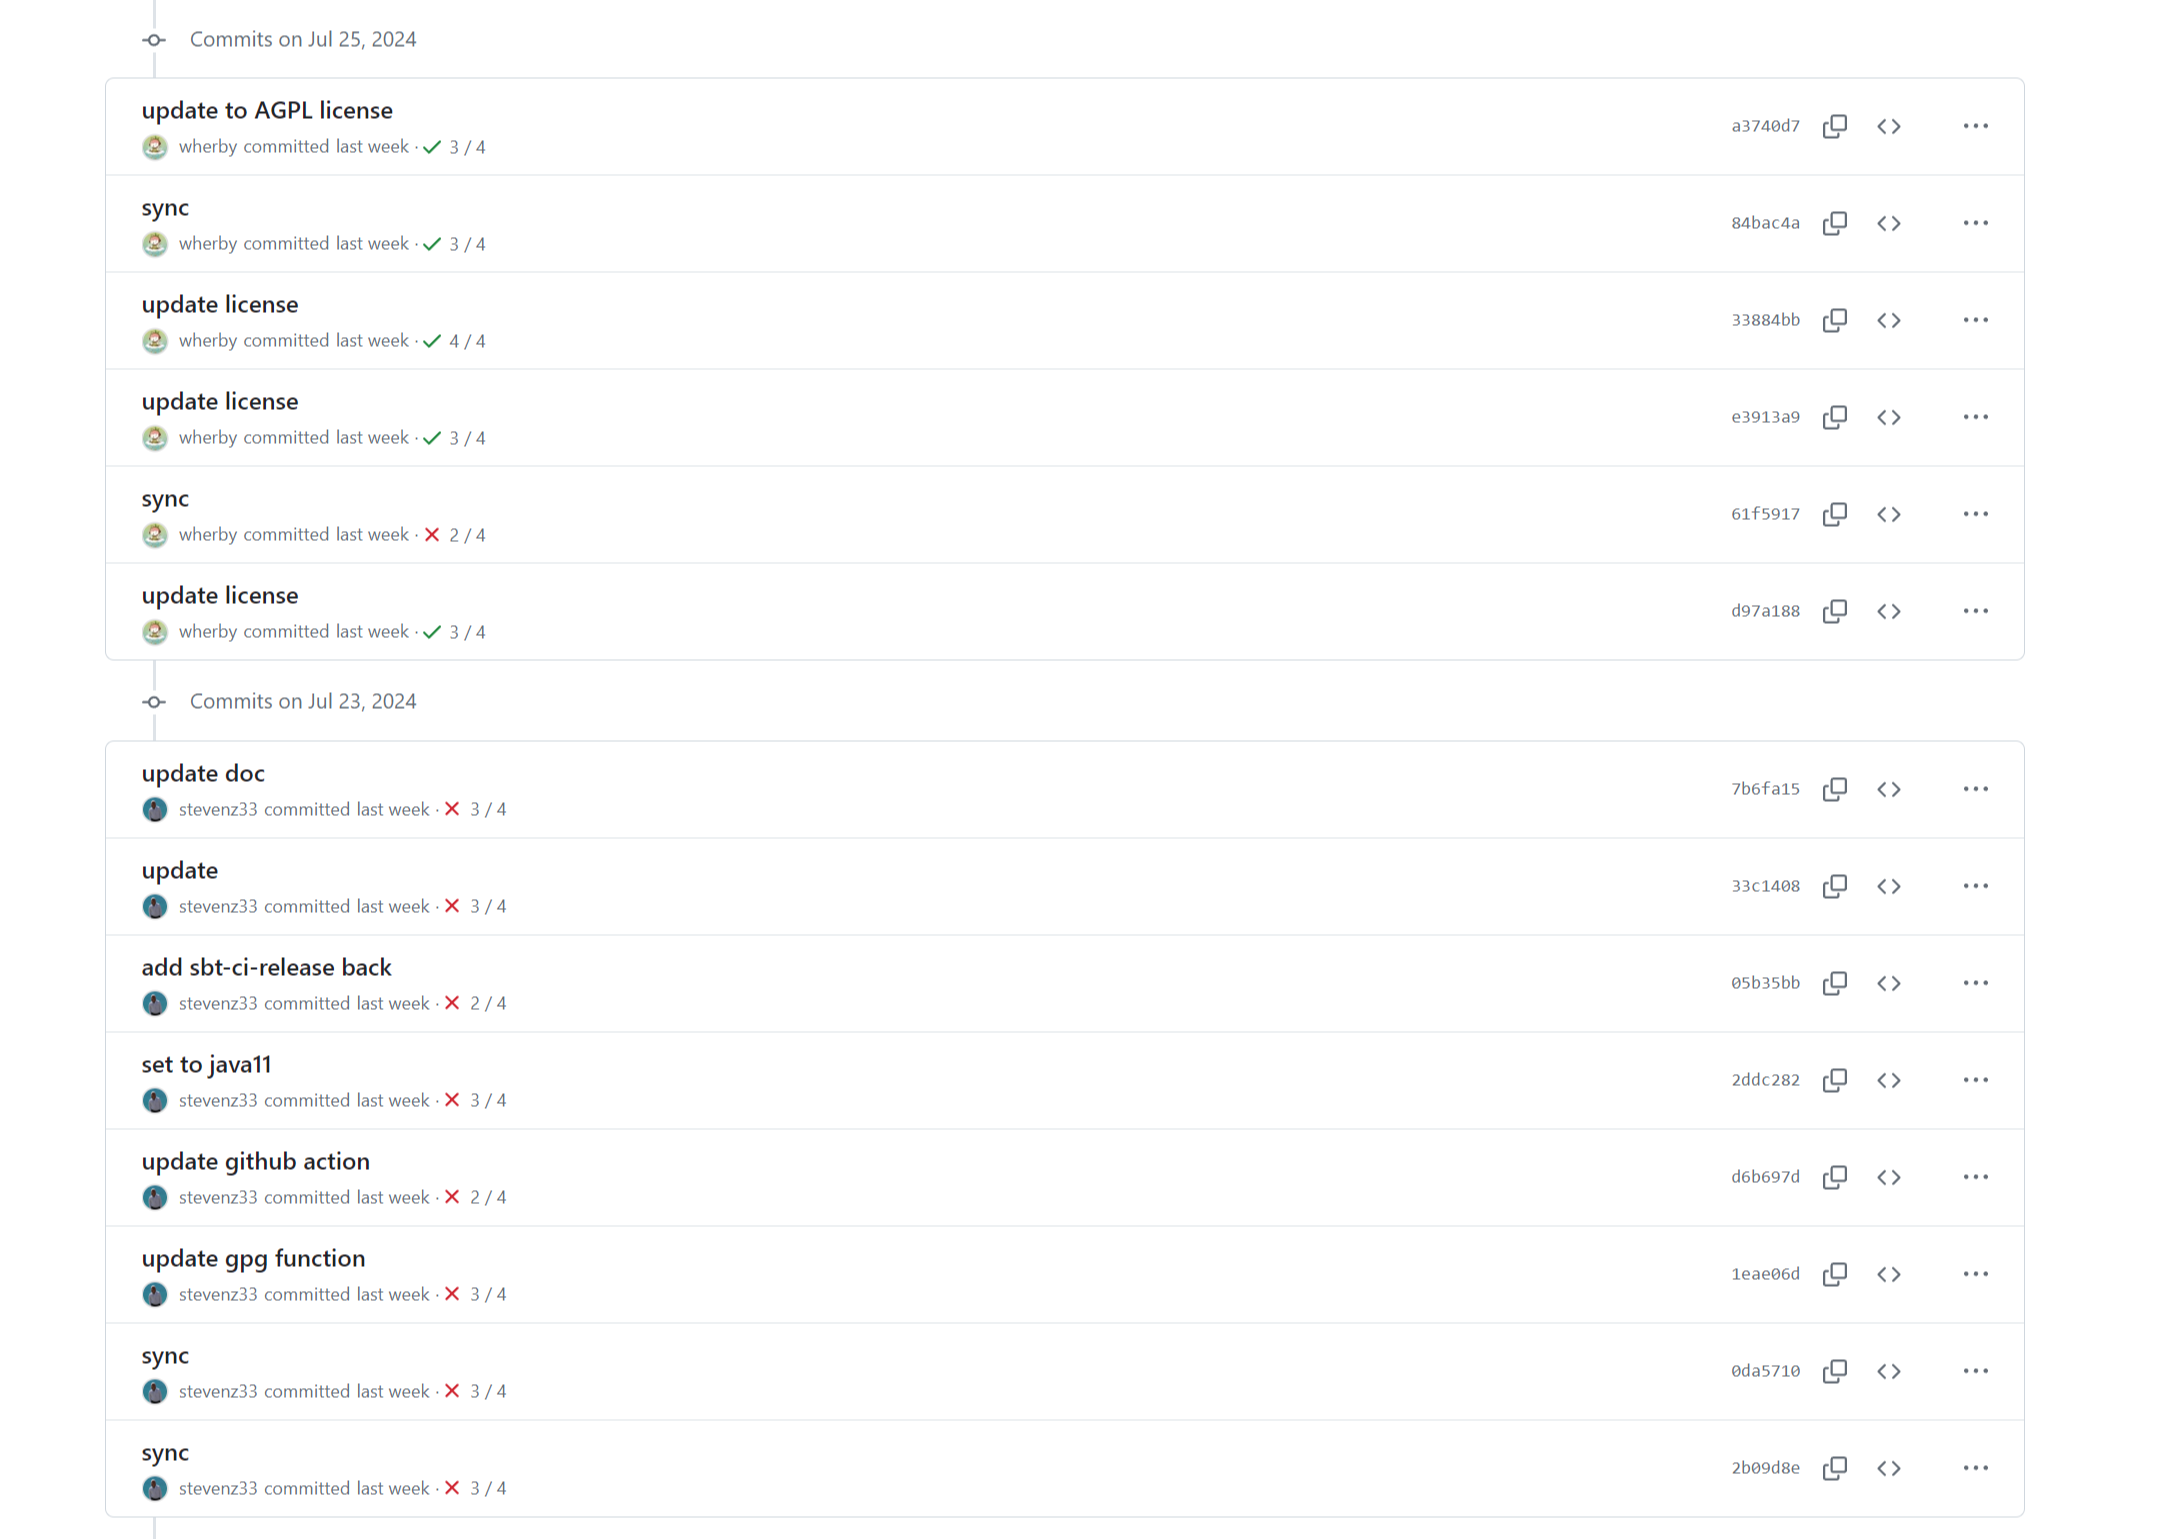 Commits on Jul 25, 2024
update to AGPL license
a3740d7
wherby committed last week · 3 / 4
sync
84bac4a
wherby committed last week · 3 / 4
update license
33884bb
wherby committed last week · 4 / 4
update license
e3913a9
wherby committed last week · 3 / 4
sync
61f5917
wherby committed last week · 2 / 4
update license
d97a188
wherby committed last week · 3 / 4
Commits on Jul 23, 2024
update doc
7b6fa15
stevenz33 committed last week · 3 / 4
update
33c1408
stevenz33 committed last week · 3 / 4
add sbt-ci-release back
05b35bb
stevenz33 committed last week · 2 / 4
set to java11
2ddc282
stevenz33 committed last week · 3 / 4
update github action
d6b697d
stevenz33 committed last week · 2 / 4
update gpg function
1eae06d
stevenz33 committed last week · 3 / 4
sync
0da5710
stevenz33 committed last week · 3 / 4
sync
2b09d8e
stevenz33 committed last week · 3 / 4